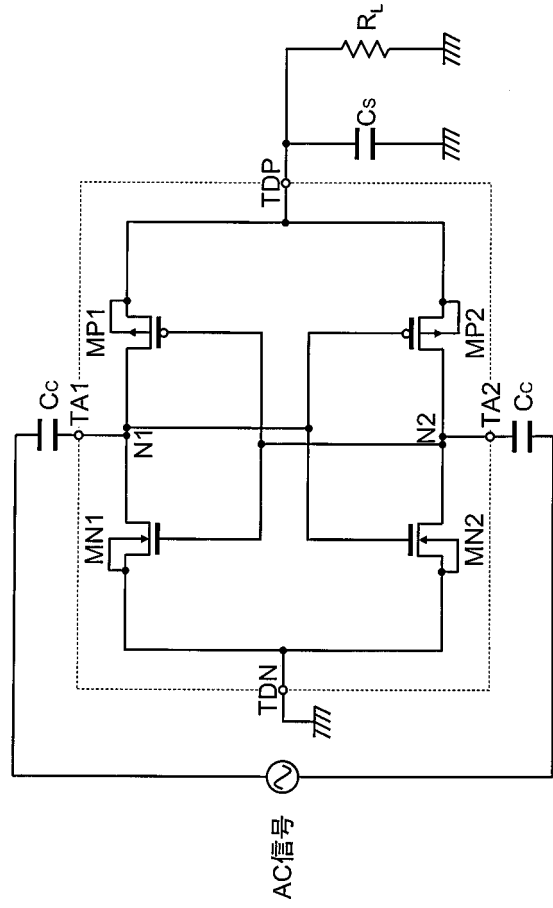 AC信号
Cc
TA1
N1
MN1
MP1
TDN
TDP
Cs
RL
MN2
MP2
N2
TA2
Cc